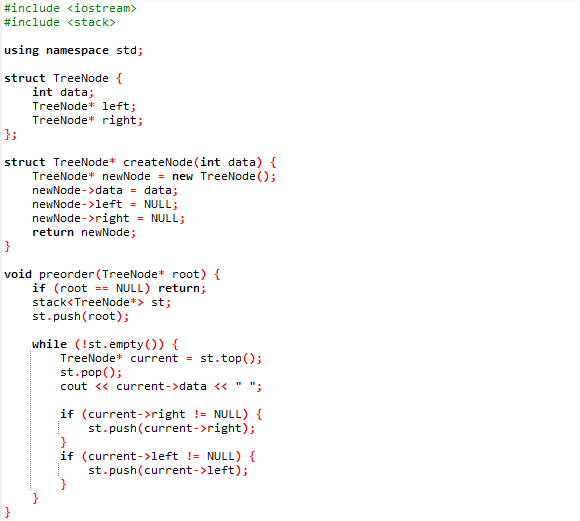 #include <iostream>
#include <stack>
using namespace std;
struct TreeNode {
    int data;
    TreeNode* left;
    TreeNode* right;
};
struct TreeNode* createNode(int data) {
    TreeNode* newNode = new TreeNode();
    newNode->data = data;
    newNode->left = NULL;
    newNode->right = NULL;
    return newNode;
}
void preorder(TreeNode* root) {
    if (root == NULL) return;
    stack<TreeNode*> st;
    st.push(root);
    while (!st.empty()) {
        TreeNode* current = st.top();
        st.pop();
        cout << current->data << " ";
        if (current->right != NULL) {
            st.push(current->right);
        }
        if (current->left != NULL) {
            st.push(current->left);
        }
    }
}